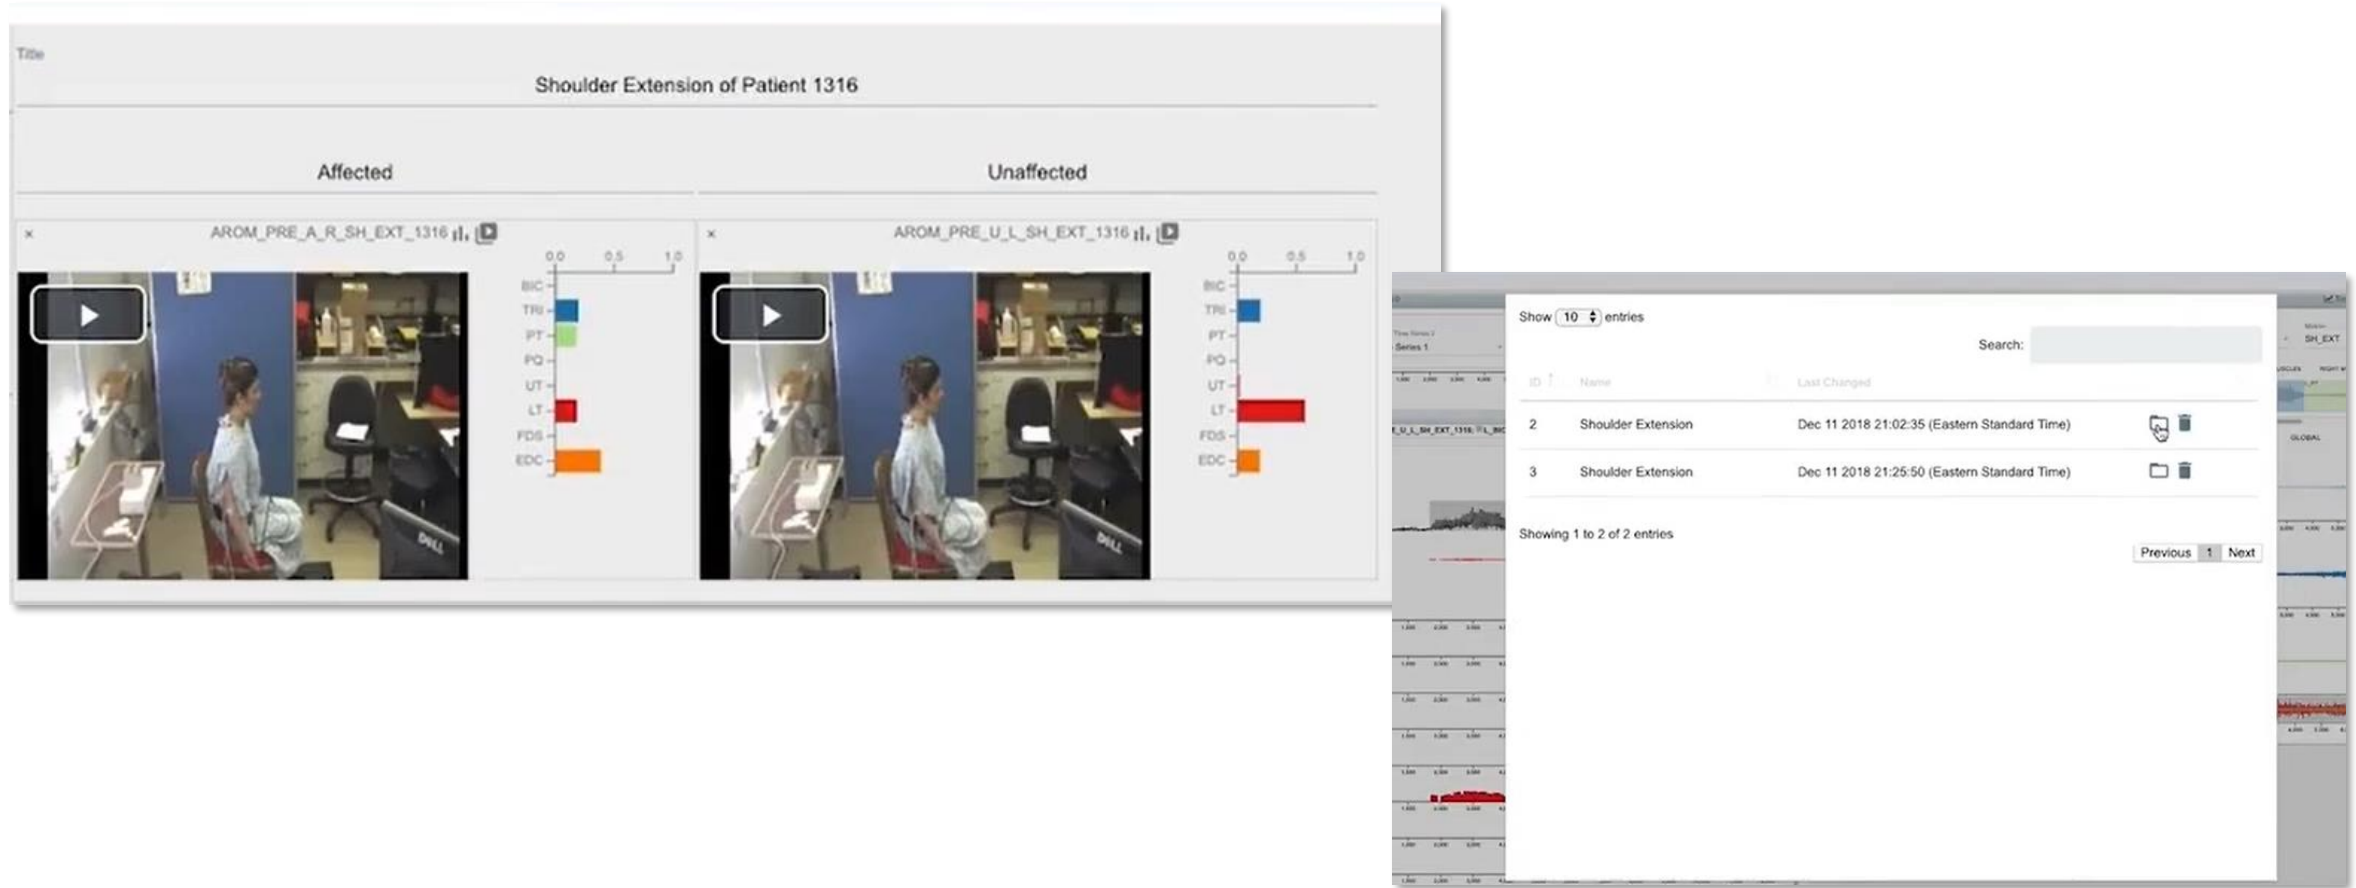 Title
Shoulder Extension of Patient 1316
Affected
Unaffected
× AROM_PRE_A_R_SH_EXT_1316
× AROM_PRE_U_L_SH_EXT_1316
0.0 0.5 1.0
BIC
TRI
PT
PQ
UT
LT
FDS
EDC
DELL
0.0 0.5 1.0
BIC
TRI
PT
PQ
UT
LT
FDS
EDC
DELL
Show 10 entries
Search:
ID Name Last Changed
2 Shoulder Extension Dec 11 2018 21:02:35 (Eastern Standard Time)
3 Shoulder Extension Dec 11 2018 21:25:50 (Eastern Standard Time)
Showing 1 to 2 of 2 entries
Previous 1 Next
Series 1
SH_EXT
GLOBAL